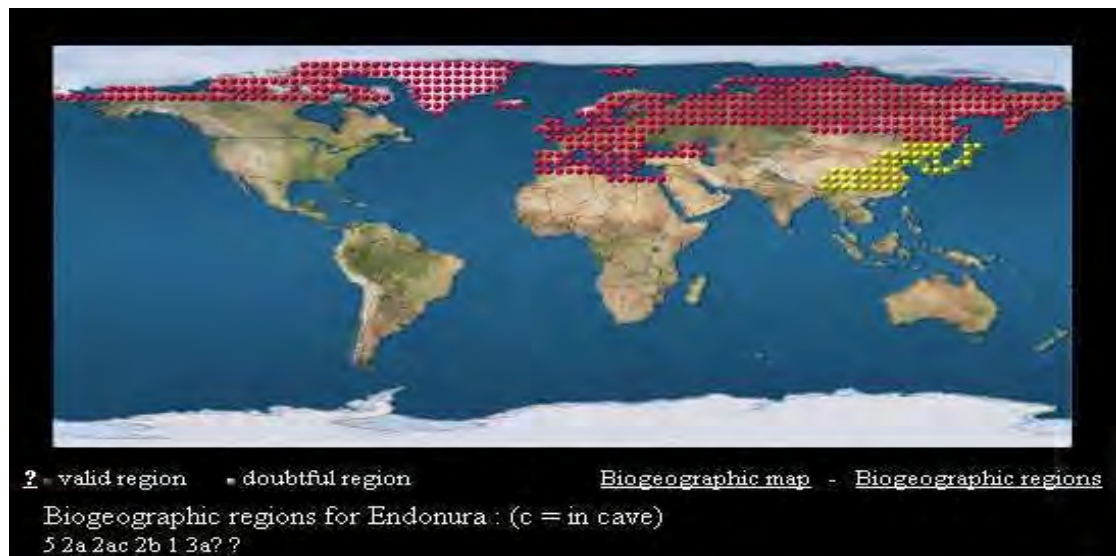 ? - valid region - doubtful region Biogeographic map - Biogeographic regions
Biogeographic regions for Endonura : (c = in cave)
5 2a 2ac 2b 1 3a? ?